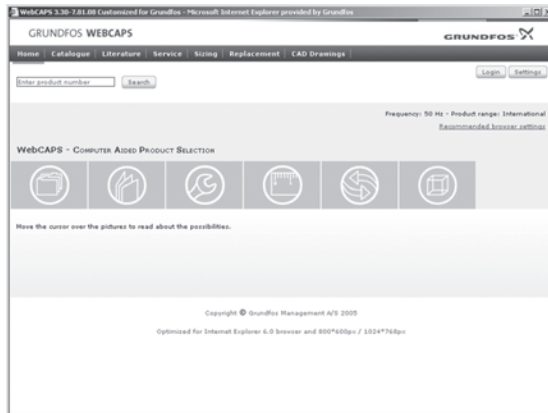 WebCAPS 3.30-7.01.00 Customized for Grundfos - Microsoft Internet Explorer provided by Grundfos
GRUNDFOS WEBCAPS
GRUNDFOS
Home Catalogue Literature Service Sizing Replacement CAD Drawings
Login Settings
Enter product number Search
Frequency: 50 Hz - Product range: International
Recommended browser settings
WebCAPS - Computer Aided Product Selection
Move the cursor over the pictures to read about the possibilities.
Copyright © Grundfos Management A/S 2005
Optimized for Internet Explorer 6.0 browser and 800*600px / 1024*768px